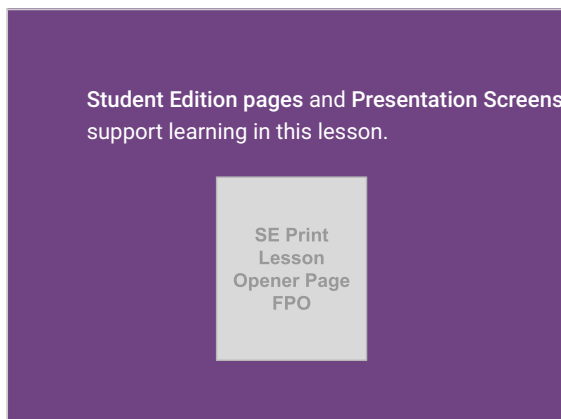 Student Edition pages and Presentation Screens
support learning in this lesson.
SE Print
Lesson
Opener Page
FPO